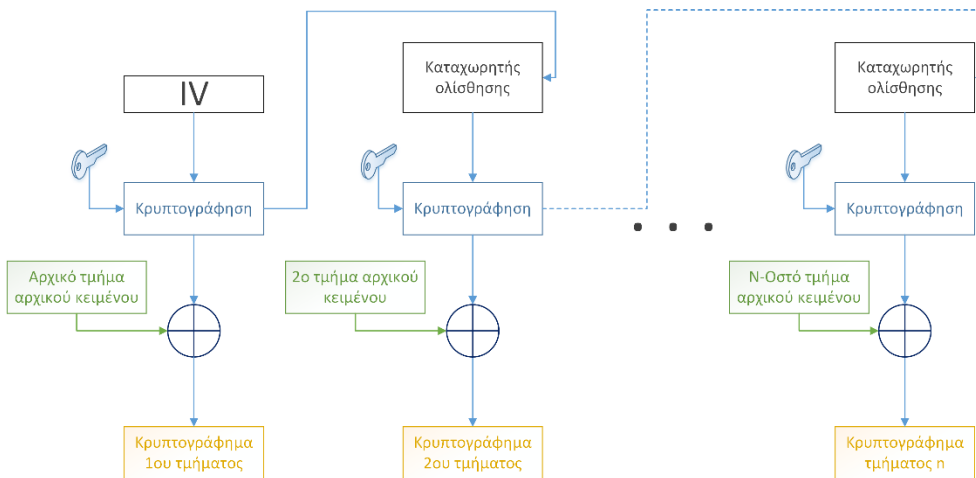 IV
Καταχωρητής
ολίσθησης
Καταχωρητής
ολίσθησης
Κρυπτογράφηση
Κρυπτογράφηση
. . .
Κρυπτογράφηση
Αρχικό τμήμα
αρχικού κειμένου
2ο τμήμα αρχικού
κειμένου
Ν-Οστό τμήμα
αρχικού κειμένου
Κρυπτογράφημα
1ου τμήματος
Κρυπτογράφημα
2ου τμήματος
Κρυπτογράφημα
τμήματος n